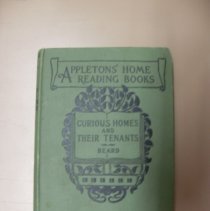 APPLETONS' HOME
READING BOOKS
CURIOUS HOMES
AND
THEIR TENANTS
BEARD